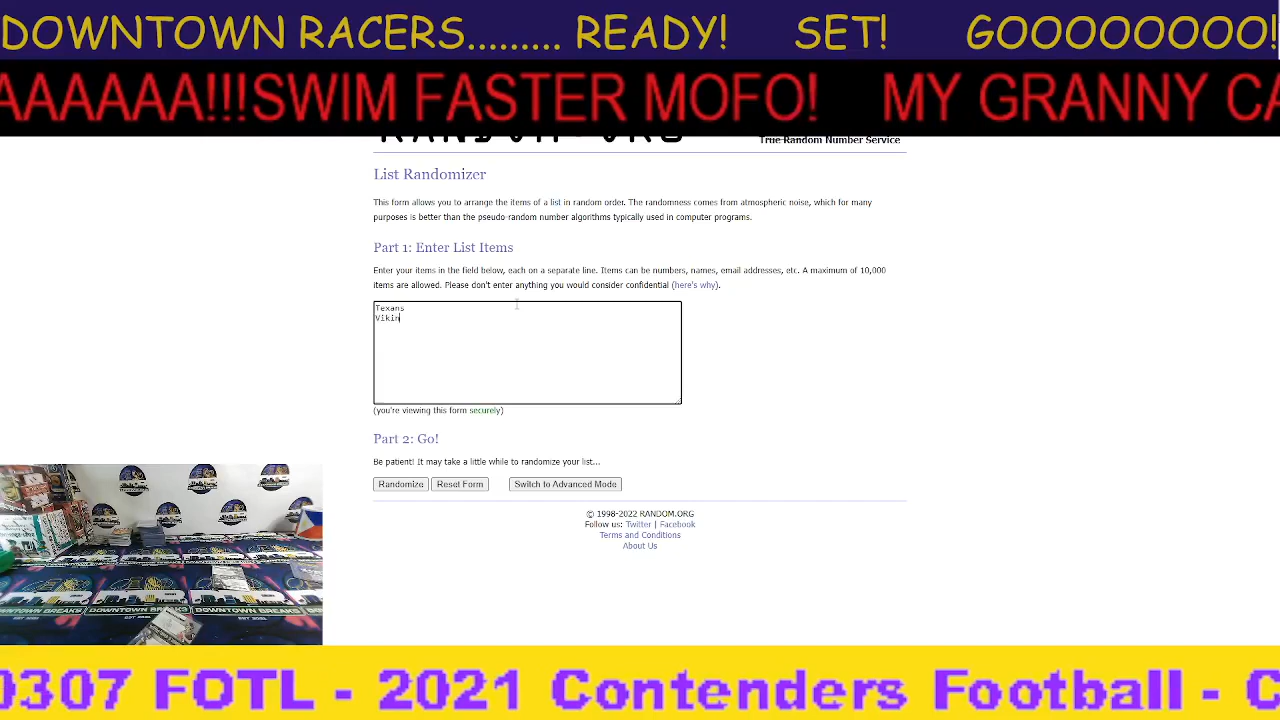 DOWNTOWN RACERS......... READY! SET! GOOOOOOOO!
AAAAAA!!!SWIM FASTER MOFO! MY GRANNY CA
RANDOM.ORG
True Random Number Service
List Randomizer
This form allows you to arrange the items of a list in random order. The randomness comes from atmospheric noise, which for many
purposes is better than the pseudo-random number algorithms typically used in computer programs.
Part 1: Enter List Items
Enter your items in the field below, each on a separate line. Items can be numbers, names, email addresses, etc. A maximum of 10,000
items are allowed. Please don't enter anything you would consider confidential (here's why).
Texans
Vikin
(you're viewing this form securely)
Part 2: Go!
Be patient! It may take a little while to randomize your list...
Randomize Reset Form Switch to Advanced Mode
© 1998-2022 RANDOM.ORG
Follow us: Twitter | Facebook
Terms and Conditions
About Us
DOWNTOWN BREAKS
0307 FOTL - 2021 Contenders Football - C